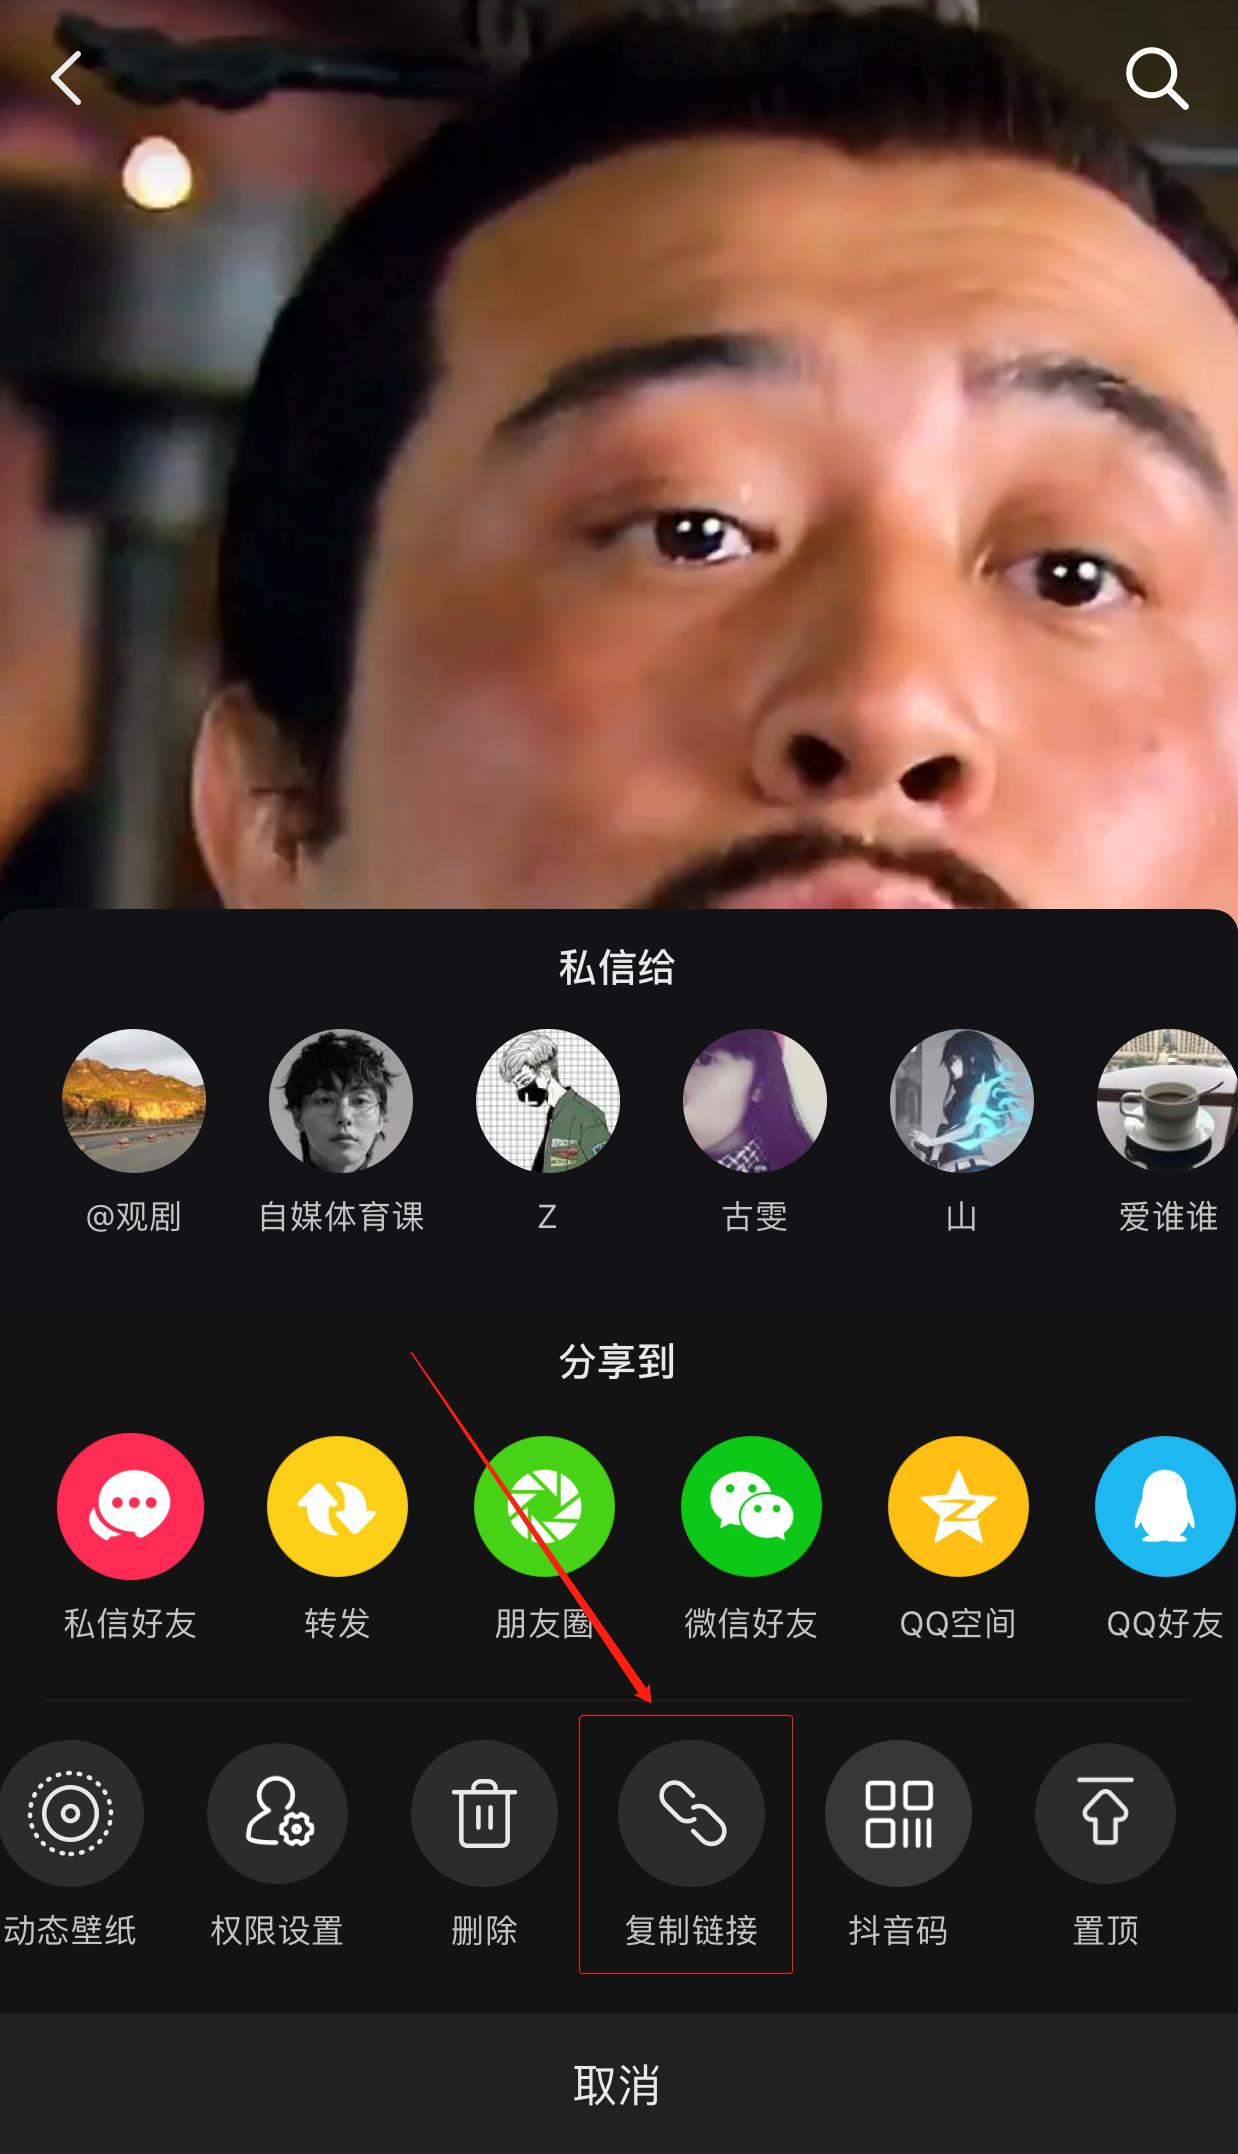 私信给
@观剧
自媒体育课
Z
古雯
山
爱谁谁
分享到
私信好友
转发
朋友圈
微信好友
QQ空间
QQ好友
动态壁纸
权限设置
删除
复制链接
抖音码
置顶
取消